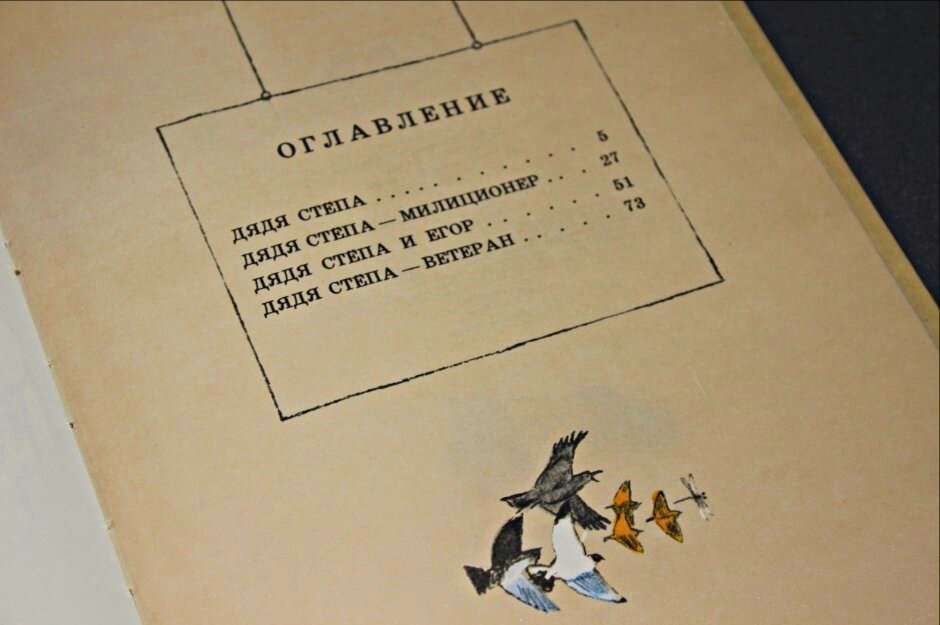 ОГЛАВЛЕНИЕ
ДЯДЯ СТЕПА . . . . . . . . . . . 5
ДЯДЯ СТЕПА — МИЛИЦИОНЕР . . . . 27
ДЯДЯ СТЕПА И ЕГОР . . . . . . . 51
ДЯДЯ СТЕПА — ВЕТЕРАН . . . . . 73